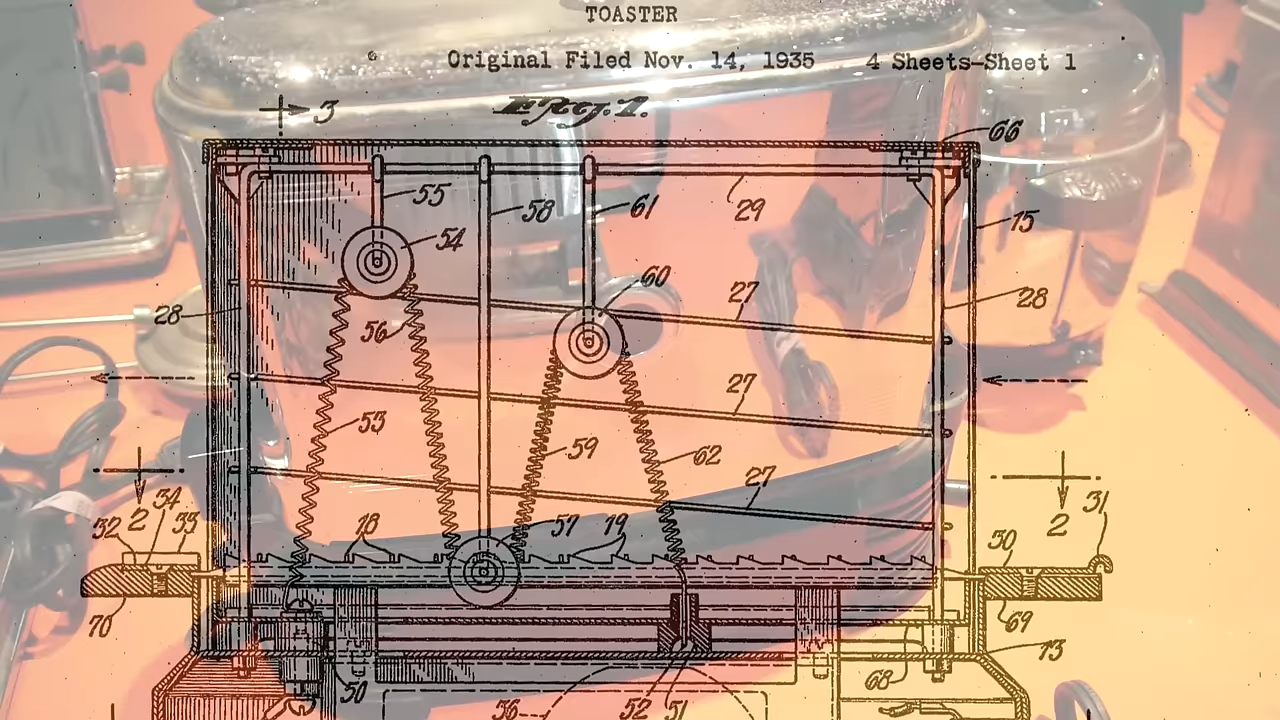 TOASTER
Original Filed Nov. 14, 1935    4 Sheets-Sheet 1
3
FIG.1.
66
55 58 61 29 15
54
60
28 27 28
56
27
53 59 62
27
2 34 2 31
32 33 18 57 19 30
70 69
13
50 68
36 52 51